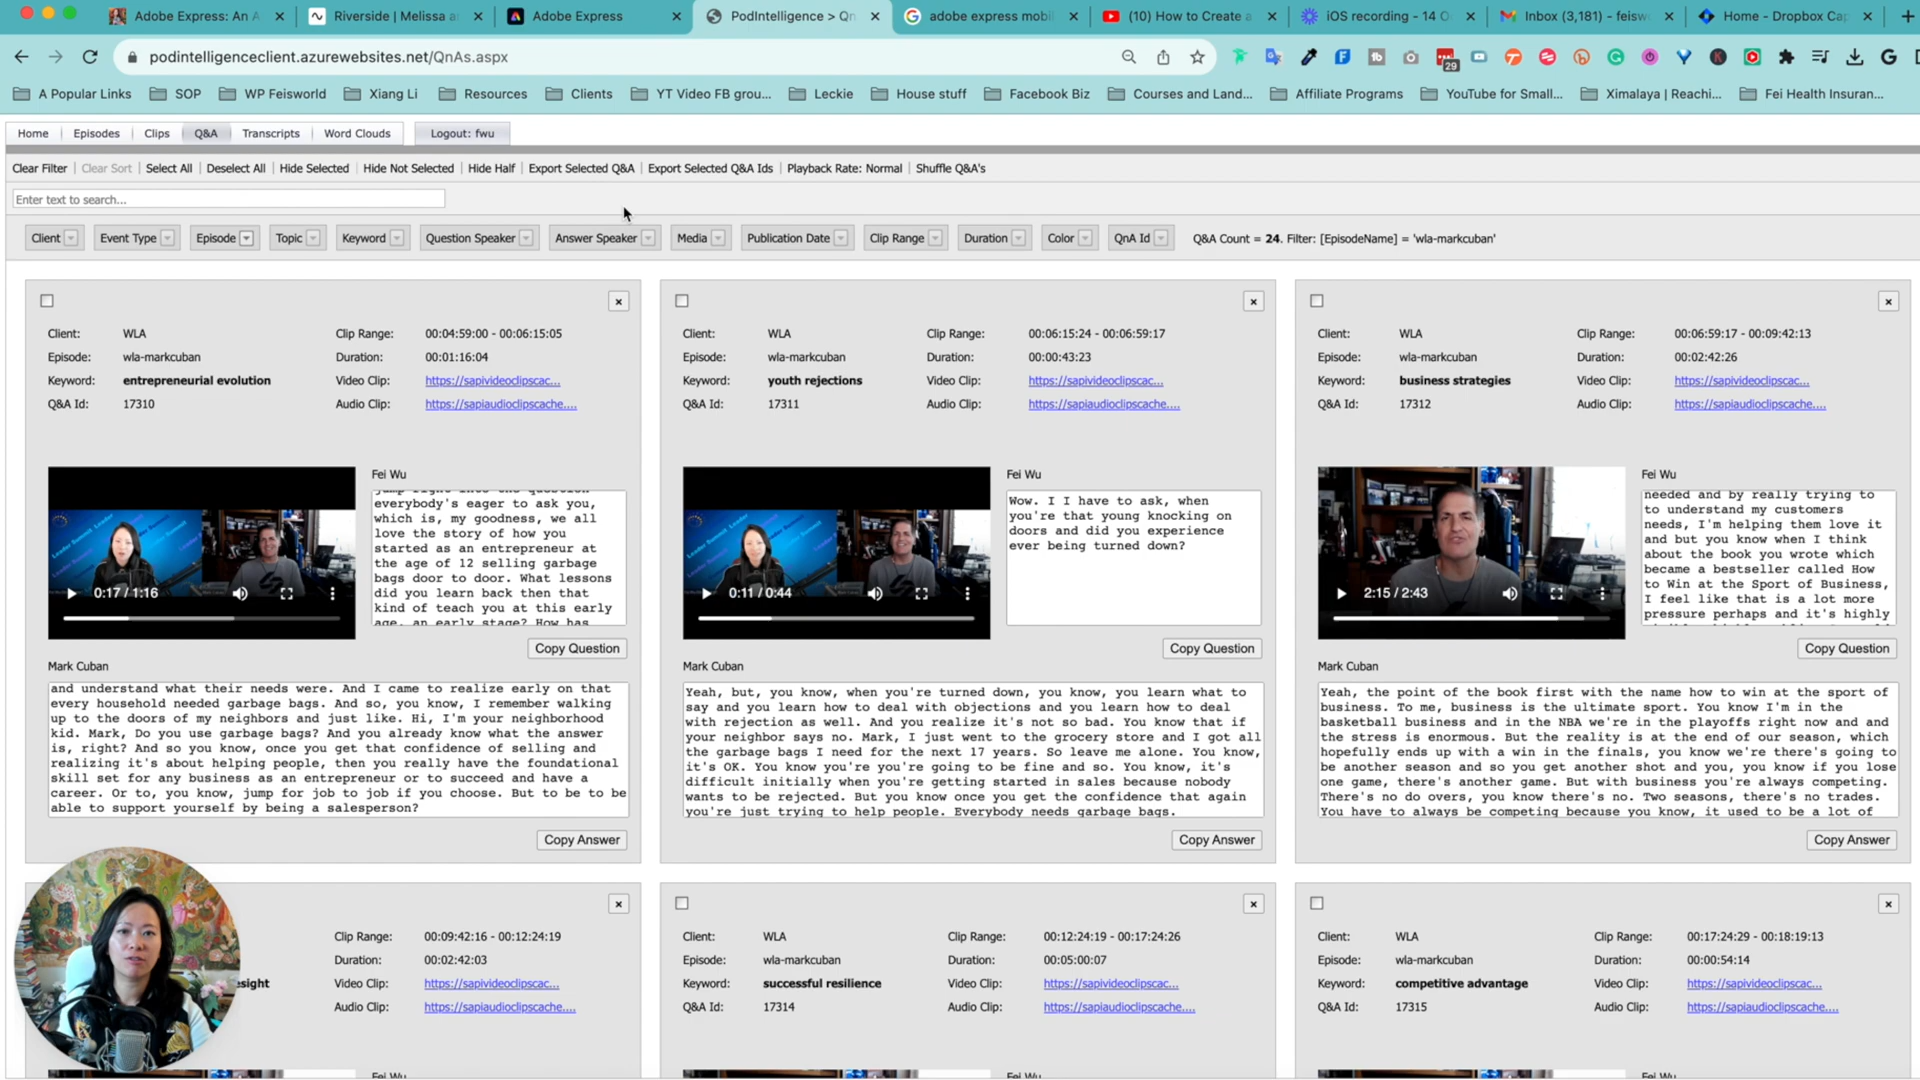 Adobe Express: An A
Riverside | Melissa a
Adobe Express
PodIntelligence > Qn
adobe express mobi
(10) How to Create a
iOS recording - 14 O
Inbox (3,181) - feisw
Home - Dropbox Cap
podintelligenceclient.azurewebsites.net/QnAs.aspx
29
A Popular Links
SOP
WP Feisworld
Xiang Li
Resources
Clients
YT Video FB grou...
Leckie
House stuff
Facebook Biz
Courses and Land...
Affiliate Programs
YouTube for Small...
Ximalaya | Reachi...
Fei Health Insuran...
Home
Episodes
Clips
Q&A
Transcripts
Word Clouds
Logout: fwu
Clear Filter
Clear Sort
Select All
Deselect All
Hide Selected
Hide Not Selected
Hide Half
Export Selected Q&A
Export Selected Q&A Ids
Playback Rate: Normal
Shuffle Q&A's
Enter text to search...
Client
Event Type
Episode
Topic
Keyword
Question Speaker
Answer Speaker
Media
Publication Date
Clip Range
Duration
Color
QnA Id
Q&A Count = 24. Filter: [EpisodeName] = 'wla-markcuban'
Client: WLA
Clip Range: 00:04:59:00 - 00:06:15:05
Episode: wla-markcuban
Duration: 00:01:16:04
Keyword: entrepreneurial evolution
Video Clip: https://sapivideoclipscac...
Q&A Id: 17310
Audio Clip: https://sapiaudioclipscache....
0:17 / 1:16
Fei Wu
jump right into the question
everybody's eager to ask you,
which is, my goodness, we all
love the story of how you
started as an entrepreneur at
the age of 12 selling garbage
bags door to door. What lessons
did you learn back then that
kind of teach you at this early
age, an early stage? How has
Copy Question
Mark Cuban
and understand what their needs were. And I came to realize early on that
every household needed garbage bags. And so, you know, I remember walking
up to the doors of my neighbors and just like. Hi, I'm your neighborhood
kid. Mark, Do you use garbage bags? And you already know what the answer
is, right? And so you know, once you get that confidence of selling and
realizing it's about helping people, then you really have the foundational
skill set for any business as an entrepreneur or to succeed and have a
career. Or to, you know, jump for job to job if you choose. But to be to be
able to support yourself by being a salesperson?
Copy Answer
Client: WLA
Clip Range: 00:06:15:24 - 00:06:59:17
Episode: wla-markcuban
Duration: 00:00:43:23
Keyword: youth rejections
Video Clip: https://sapivideoclipscac...
Q&A Id: 17311
Audio Clip: https://sapiaudioclipscache....
0:11 / 0:44
Fei Wu
Wow. I I have to ask, when
you're that young knocking on
doors and did you experience
ever being turned down?
Copy Question
Mark Cuban
Yeah, but, you know, when you're turned down, you know, you learn what to
say and you learn how to deal with objections and you learn how to deal
with rejection as well. And you realize it's not so bad. You know that if
your neighbor says no. Mark, I just went to the grocery store and I got all
the garbage bags I need for the next 17 years. So leave me alone. You know,
it's OK. You know you're you're going to be fine and so. You know, it's
difficult initially when you're getting started in sales because nobody
wants to be rejected. But you know once you get the confidence that again
you're just trying to help people. Everybody needs garbage bags.
Copy Answer
Client: WLA
Clip Range: 00:06:59:17 - 00:09:42:13
Episode: wla-markcuban
Duration: 00:02:42:26
Keyword: business strategies
Video Clip: https://sapivideoclipscac...
Q&A Id: 17312
Audio Clip: https://sapiaudioclipscache....
2:15 / 2:43
Fei Wu
needed and by really trying to
to understand my customers
needs, I'm helping them love it
and but you know when I think
about the book you wrote which
became a bestseller called How
to Win at the Sport of Business,
I feel like that is a lot more
pressure perhaps and it's highly
Copy Question
Mark Cuban
Yeah, the point of the book first with the name how to win at the sport of
business. To me, business is the ultimate sport. You know I'm in the
basketball business and in the NBA we're in the playoffs right now and and
the stress is enormous. But the reality is at the end of our season, which
hopefully ends up with a win in the finals, you know we're there's going to
be another season and so you get another shot and you, you know if you lose
one game, there's another game. But with business you're always competing.
There's no do overs, you know there's no. Two seasons, there's no trades.
You have to always be competing because you know, it used to be a lot of
Copy Answer
Clip Range: 00:09:42:16 - 00:12:24:19
Duration: 00:02:42:03
esight
Video Clip: https://sapivideoclipscac...
Audio Clip: https://sapiaudioclipscache....
Fei Wu
Client: WLA
Clip Range: 00:12:24:19 - 00:17:24:26
Episode: wla-markcuban
Duration: 00:05:00:07
Keyword: successful resilience
Video Clip: https://sapivideoclipscac...
Q&A Id: 17314
Audio Clip: https://sapiaudioclipscache....
Fei Wu
Client: WLA
Clip Range: 00:17:24:29 - 00:18:19:13
Episode: wla-markcuban
Duration: 00:00:54:14
Keyword: competitive advantage
Video Clip: https://sapivideoclipscac...
Q&A Id: 17315
Audio Clip: https://sapiaudioclipscache....
Fei Wu